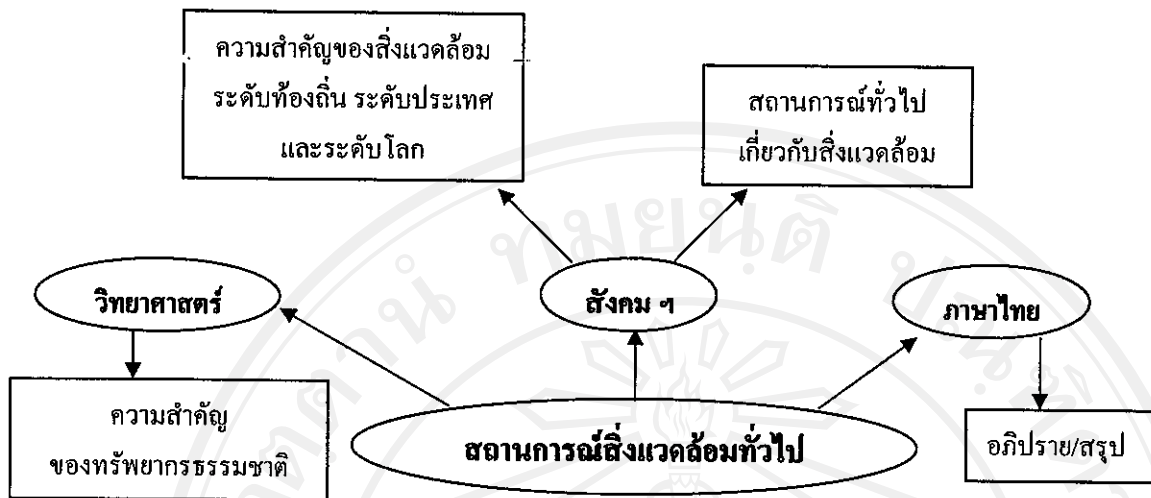 ความสำคัญของสิ่งแวดล้อม
ระดับท้องถิ่น ระดับประเทศ
และระดับโลก
สถานการณ์ทั่วไป
เกี่ยวกับสิ่งแวดล้อม
วิทยาศาสตร์
สังคม ฯ
ภาษาไทย
ความสำคัญ
ของทรัพยากรธรรมชาติ
สถานการณ์สิ่งแวดล้อมทั่วไป
อภิปราย/สรุป